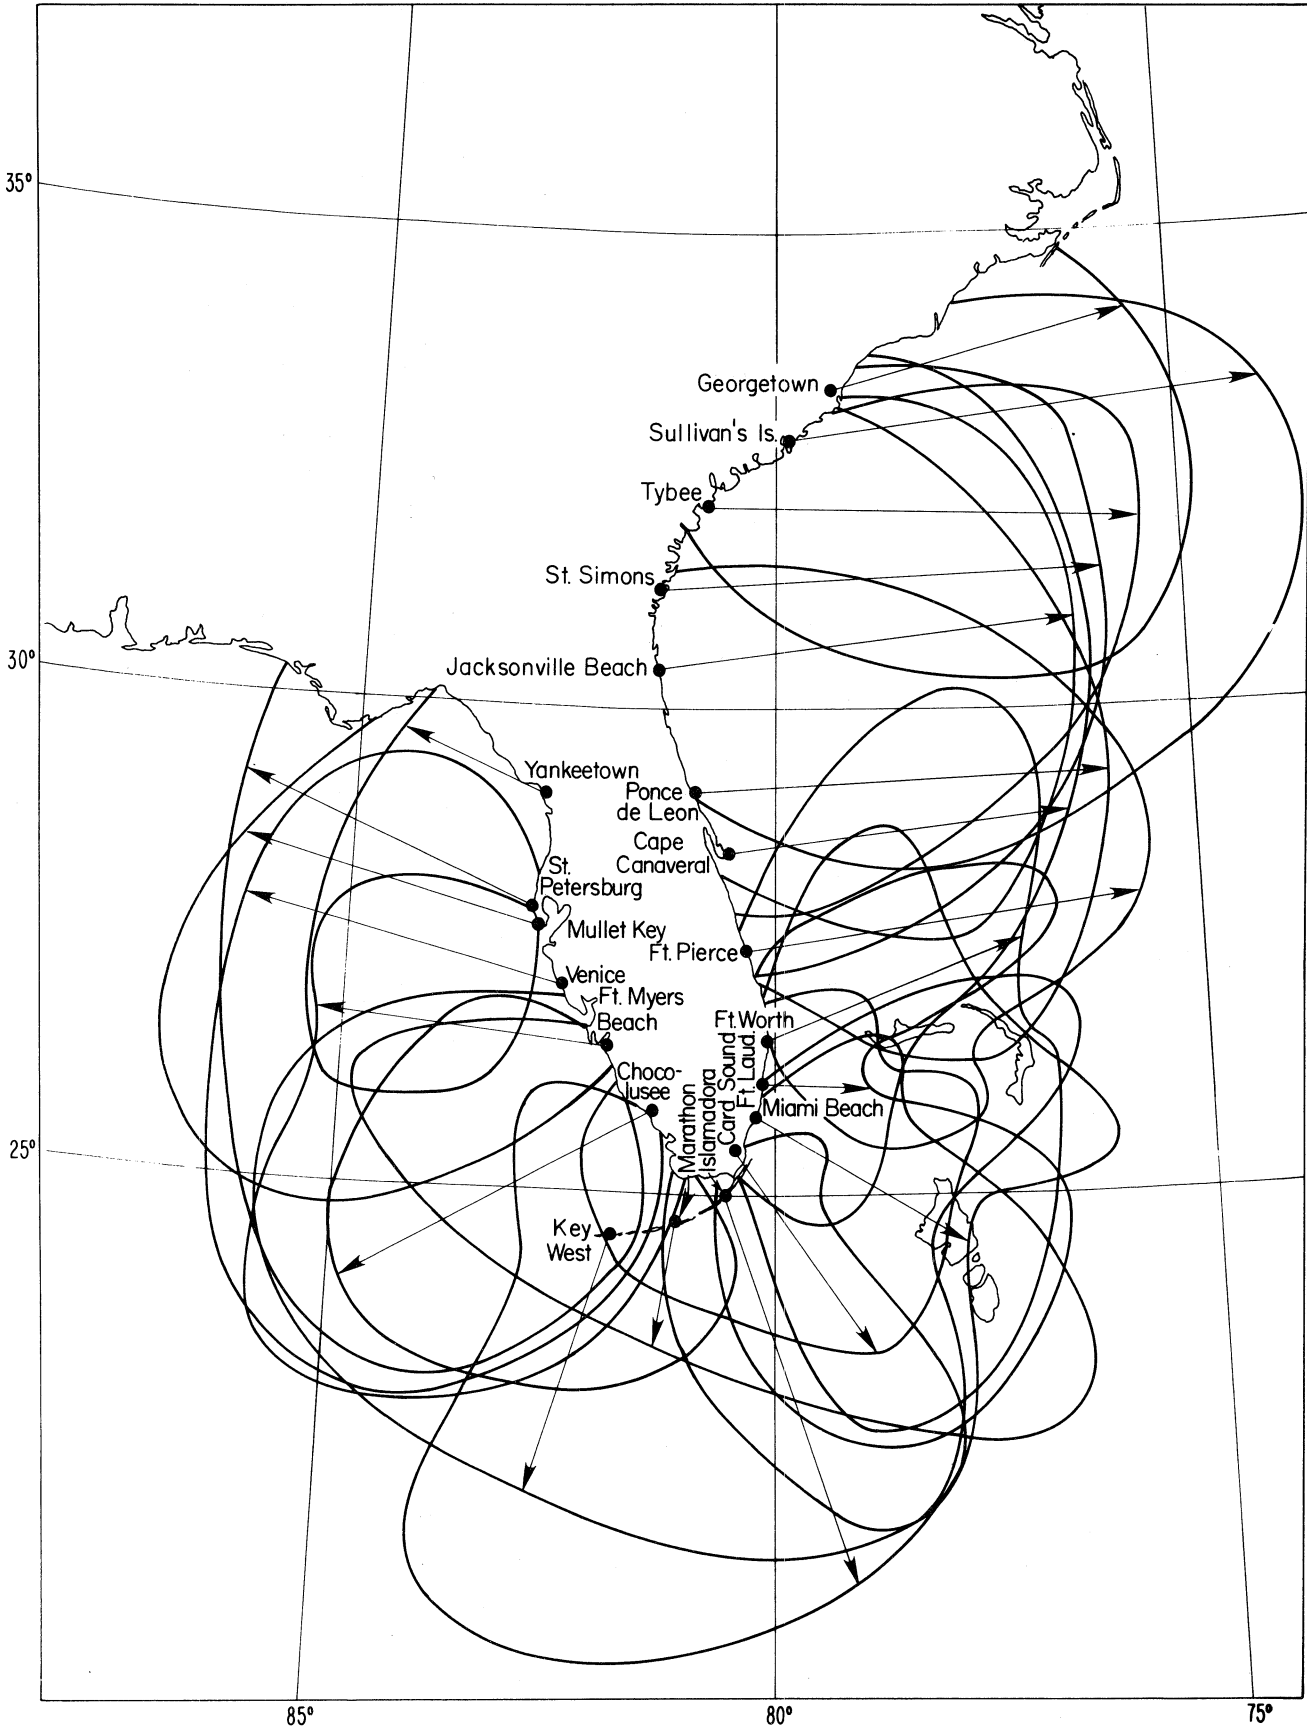 35°
Georgetown
Sullivan's Is.
Tybee
St. Simons
30°
Jacksonville Beach
Yankeetown
Ponce
de Leon
Cape
Canaveral
St.
Petersburg
Mullet Key
Ft. Pierce
Venice
Ft. Myers
Beach
Ft. Worth
Ft. Laud.
Card Sound
Islamadora
Marathon
Choco-
lusee
Miami Beach
25°
Key
West
85°
80°
75°